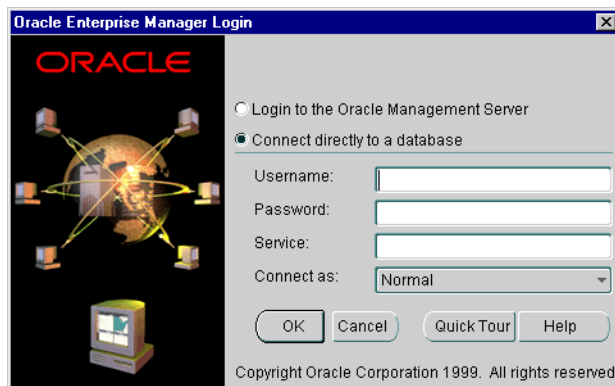 Oracle Enterprise Manager Login
ORACLE
Login to the Oracle Management Server
Connect directly to a database
Username:
Password:
Service:
Connect as: Normal
OK Cancel Quick Tour Help
Copyright Oracle Corporation 1999. All rights reserved